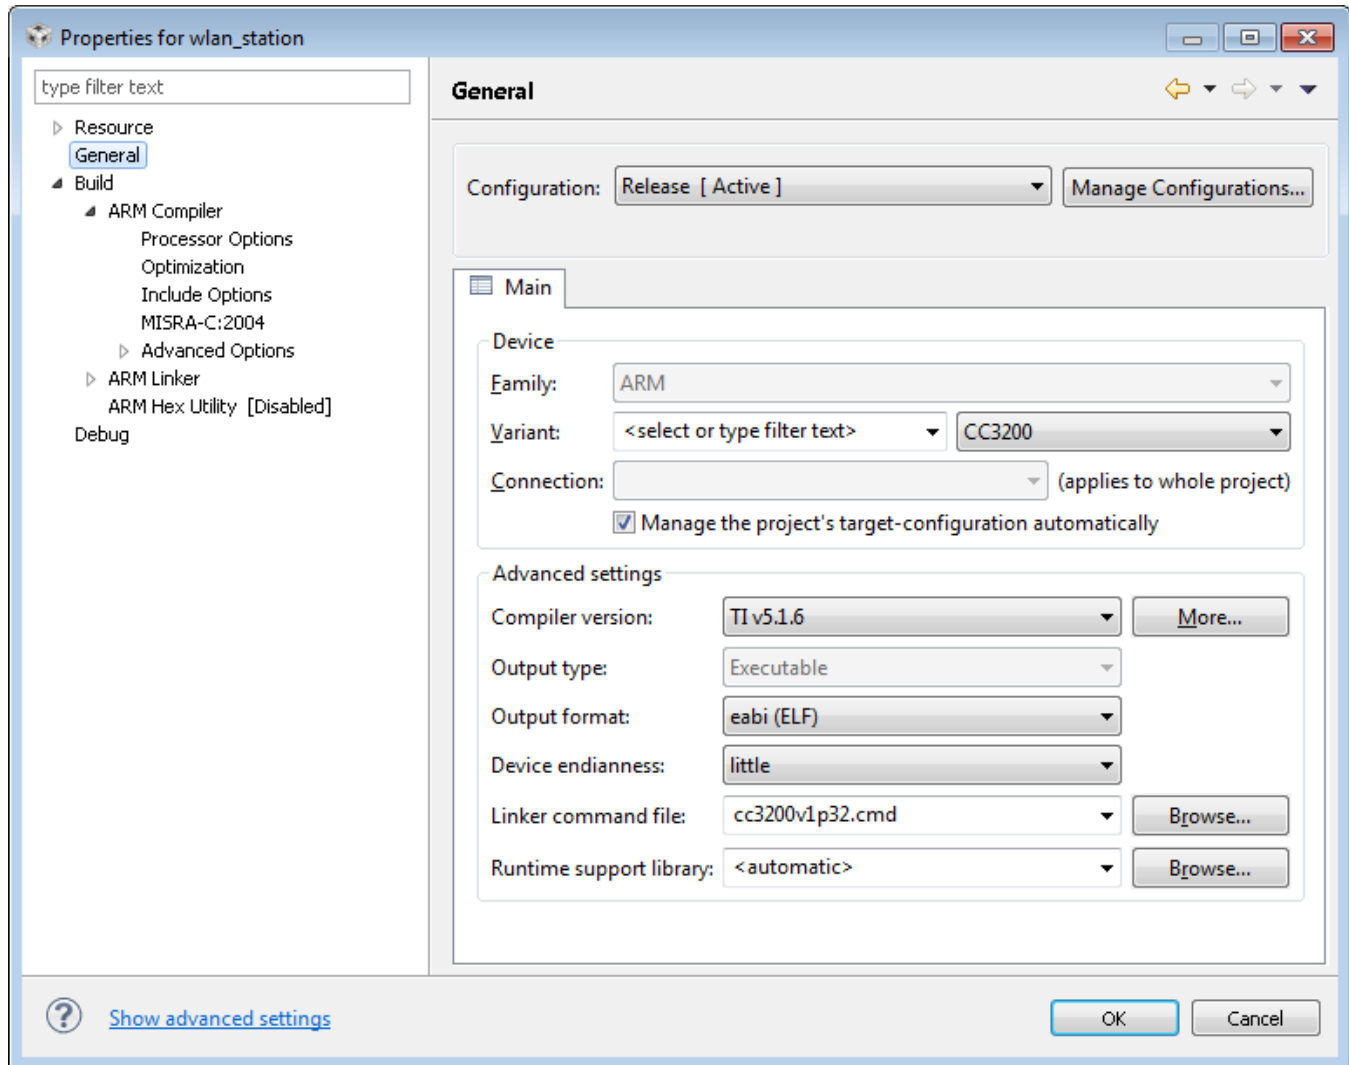 Properties for wlan_station
type filter text
Resource
General
Build
ARM Compiler
Processor Options
Optimization
Include Options
MISRA-C:2004
Advanced Options
ARM Linker
ARM Hex Utility [Disabled]
Debug
General
Configuration: Release [ Active ] Manage Configurations...
Main
Device
Family: ARM
Variant: <select or type filter text> CC3200
Connection: (applies to whole project)
Manage the project's target-configuration automatically
Advanced settings
Compiler version: TI v5.1.6 More...
Output type: Executable
Output format: eabi (ELF)
Device endianness: little
Linker command file: cc3200v1p32.cmd Browse...
Runtime support library: <automatic> Browse...
? Show advanced settings OK Cancel